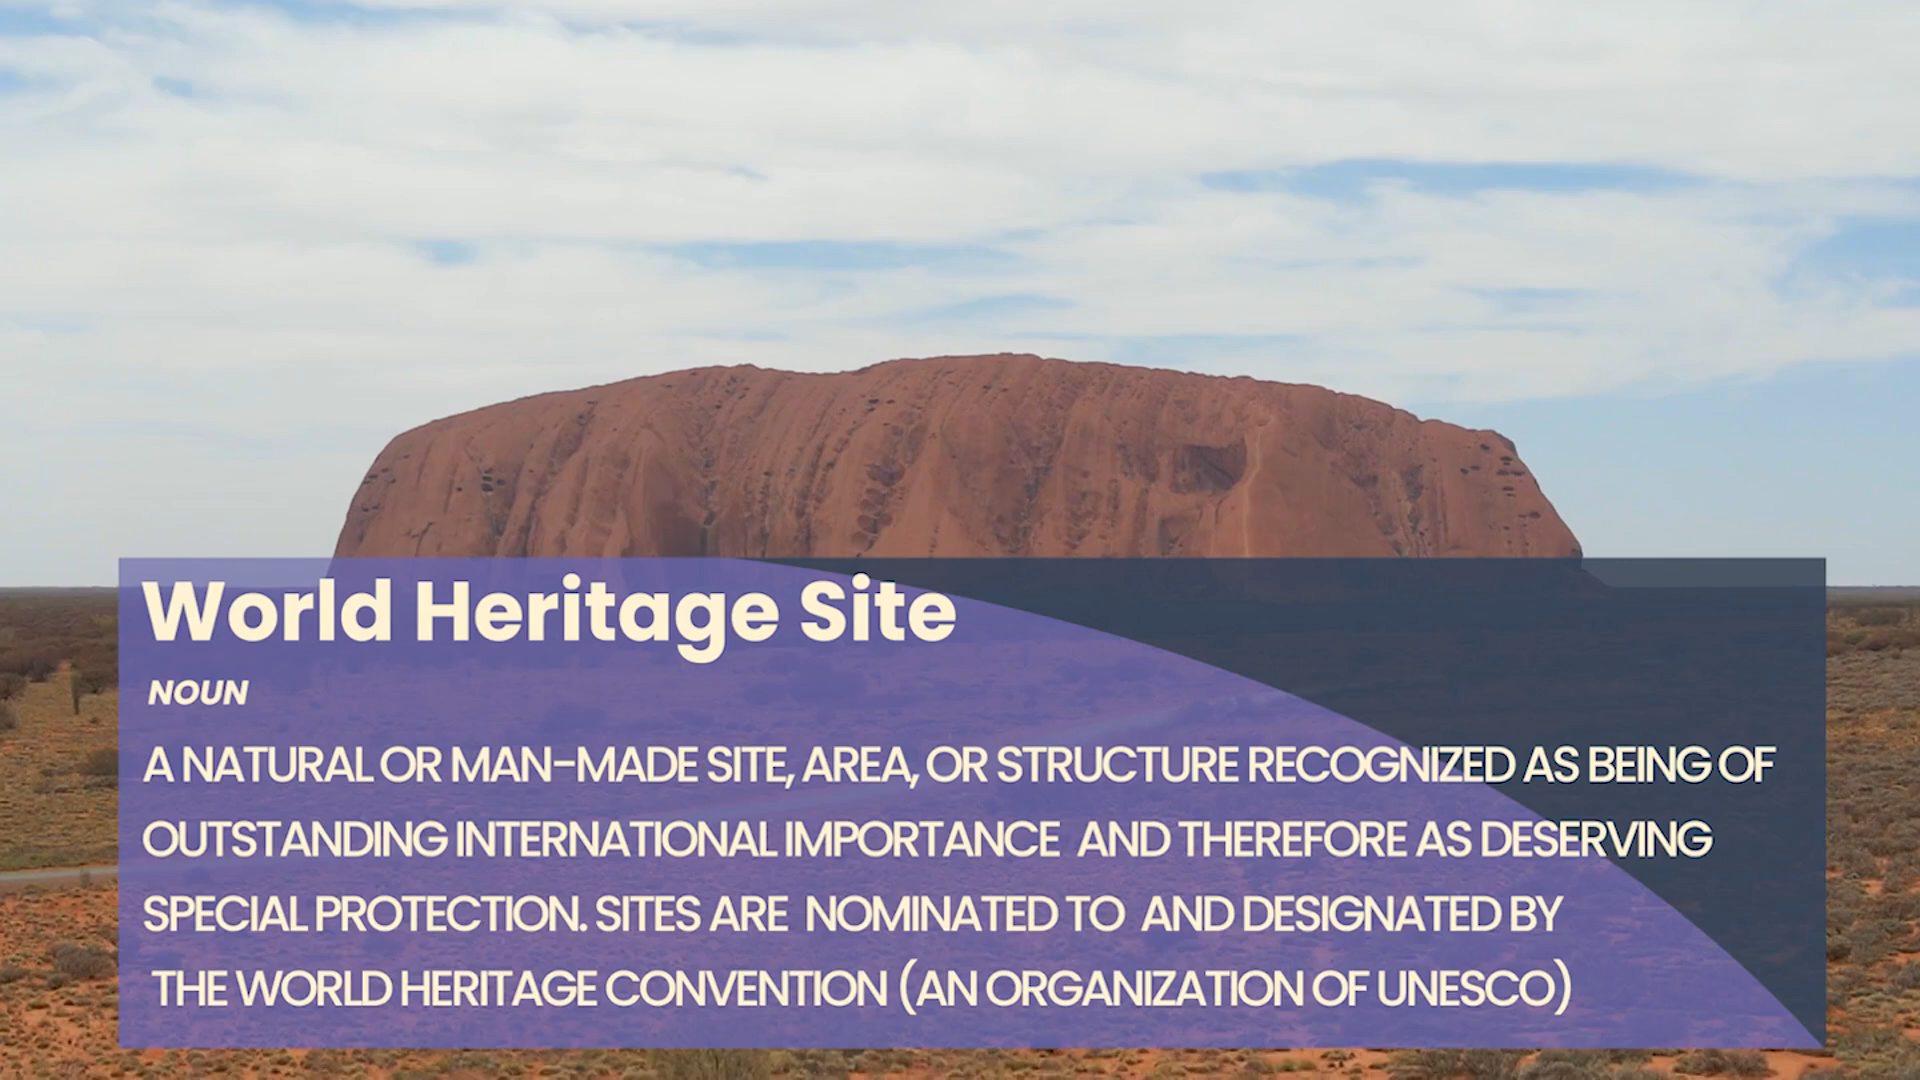 World Heritage Site
NOUN
A NATURAL OR MAN-MADE SITE, AREA, OR STRUCTURE RECOGNIZED AS BEING OF
OUTSTANDING INTERNATIONAL IMPORTANCE AND THEREFORE AS DESERVING
SPECIAL PROTECTION. SITES ARE NOMINATED TO AND DESIGNATED BY
THE WORLD HERITAGE CONVENTION (AN ORGANIZATION OF UNESCO)